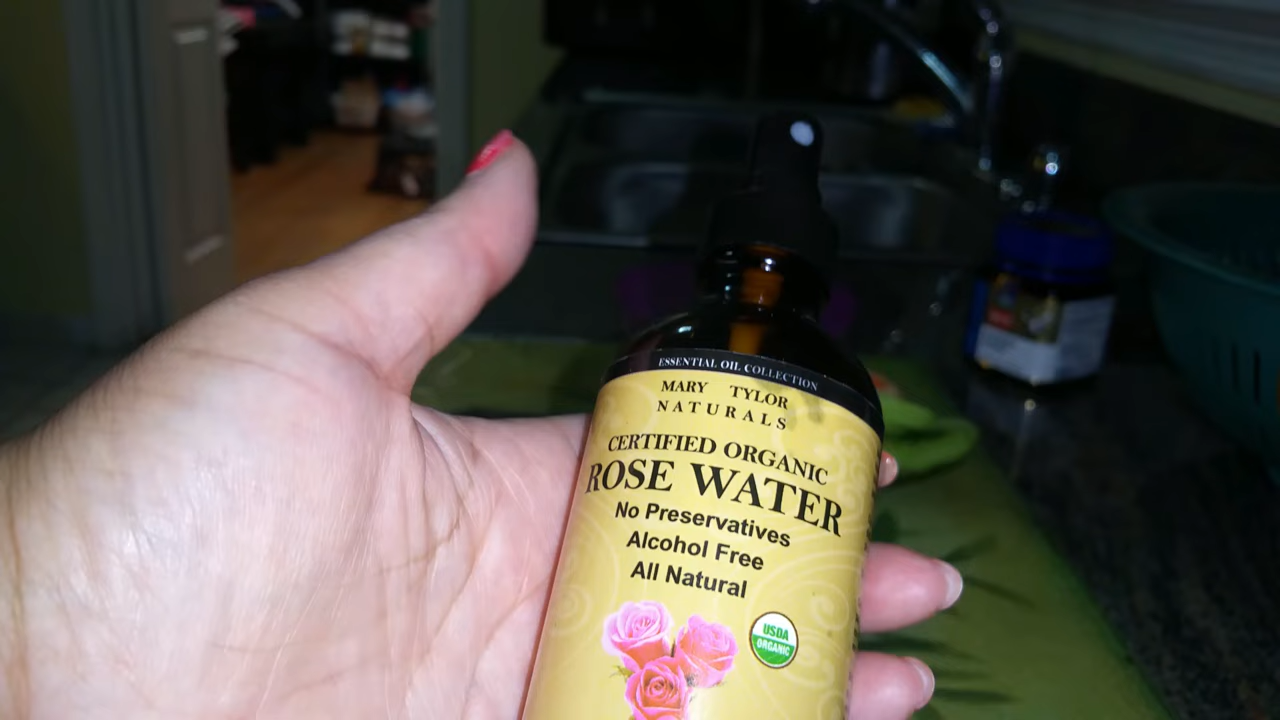 ESSENTIAL OIL COLLECTION
MARY TYLOR
NATURALS
CERTIFIED ORGANIC
ROSE WATER
No Preservatives
Alcohol Free
All Natural
USDA
ORGANIC